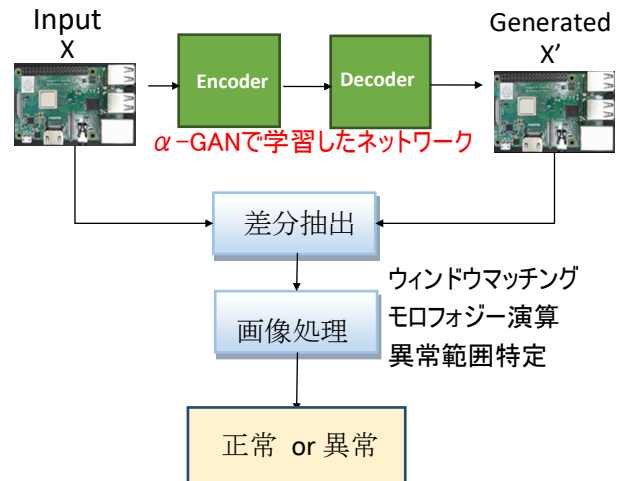 Input
X
Generated
X'
Encoder
Decoder
α-GANで学習したネットワーク
差分抽出
画像処理
ウィンドウマッチング
モロフォジー演算
異常範囲特定
正常 or 異常